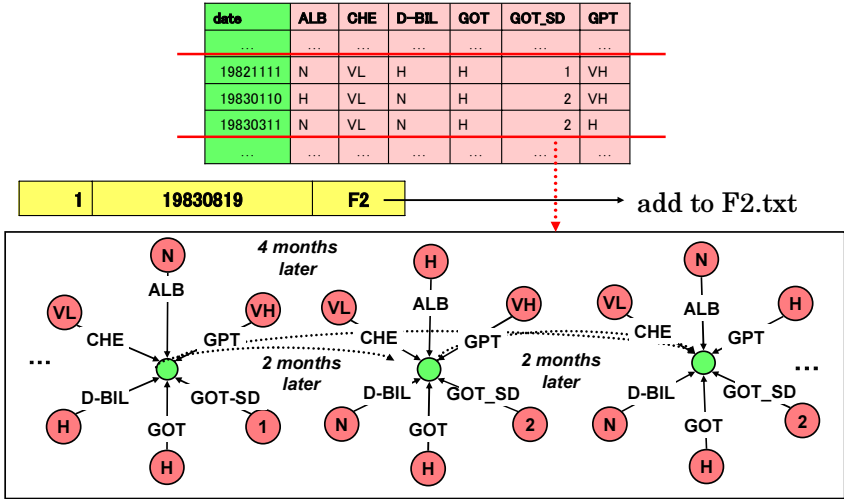 date ALB CHE D-BIL GOT GOT_SD GPT
... ... ... ... ... ... ...
19821111 N VL H H 1 VH
19830110 H VL N H 2 VH
19830311 N VL N H 2 H
... ... ... ... ... ... ...
1 19830819 F2 add to F2.txt
N 4 months later H N
ALB ALB ALB
VL VH VL VH VL H
CHE GPT CHE GPT CHE GPT
... 2 months later 2 months later ...
D-BIL GOT-SD D-BIL GOT_SD D-BIL GOT_SD
H 1 N 2 N 2
GOT GOT GOT
H H H